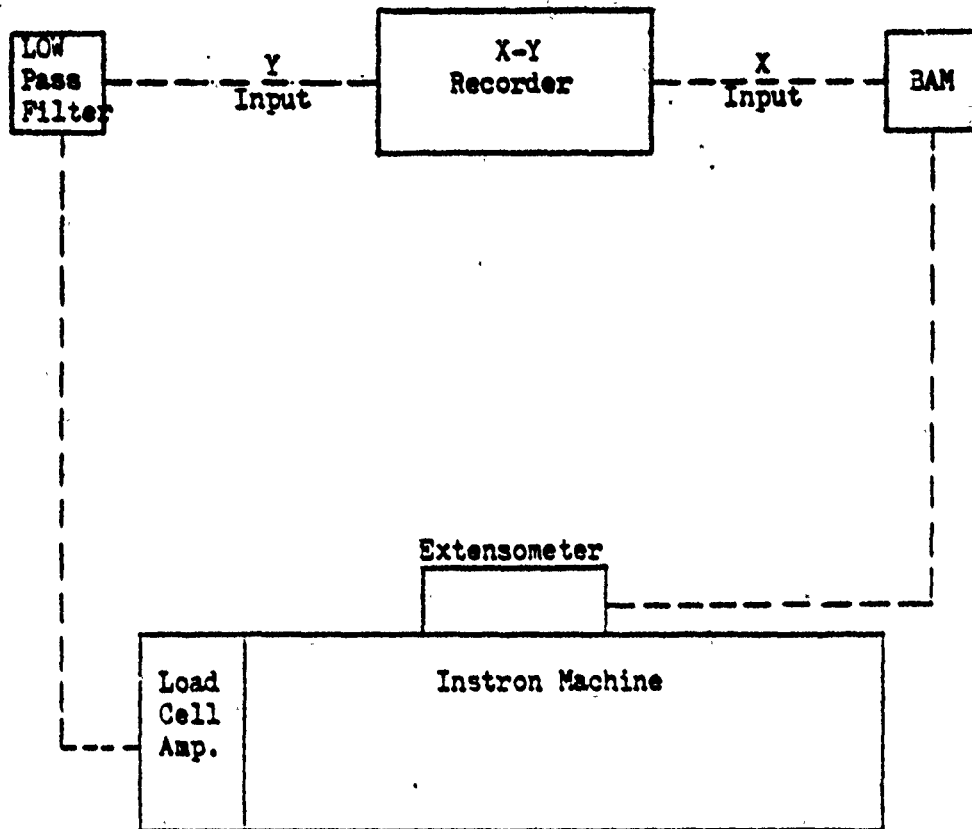 LOW
Pass
Filter
Y
Input
X-Y
Recorder
X
Input
BAM
Extensometer
Load
Cell
Amp.
Instron Machine